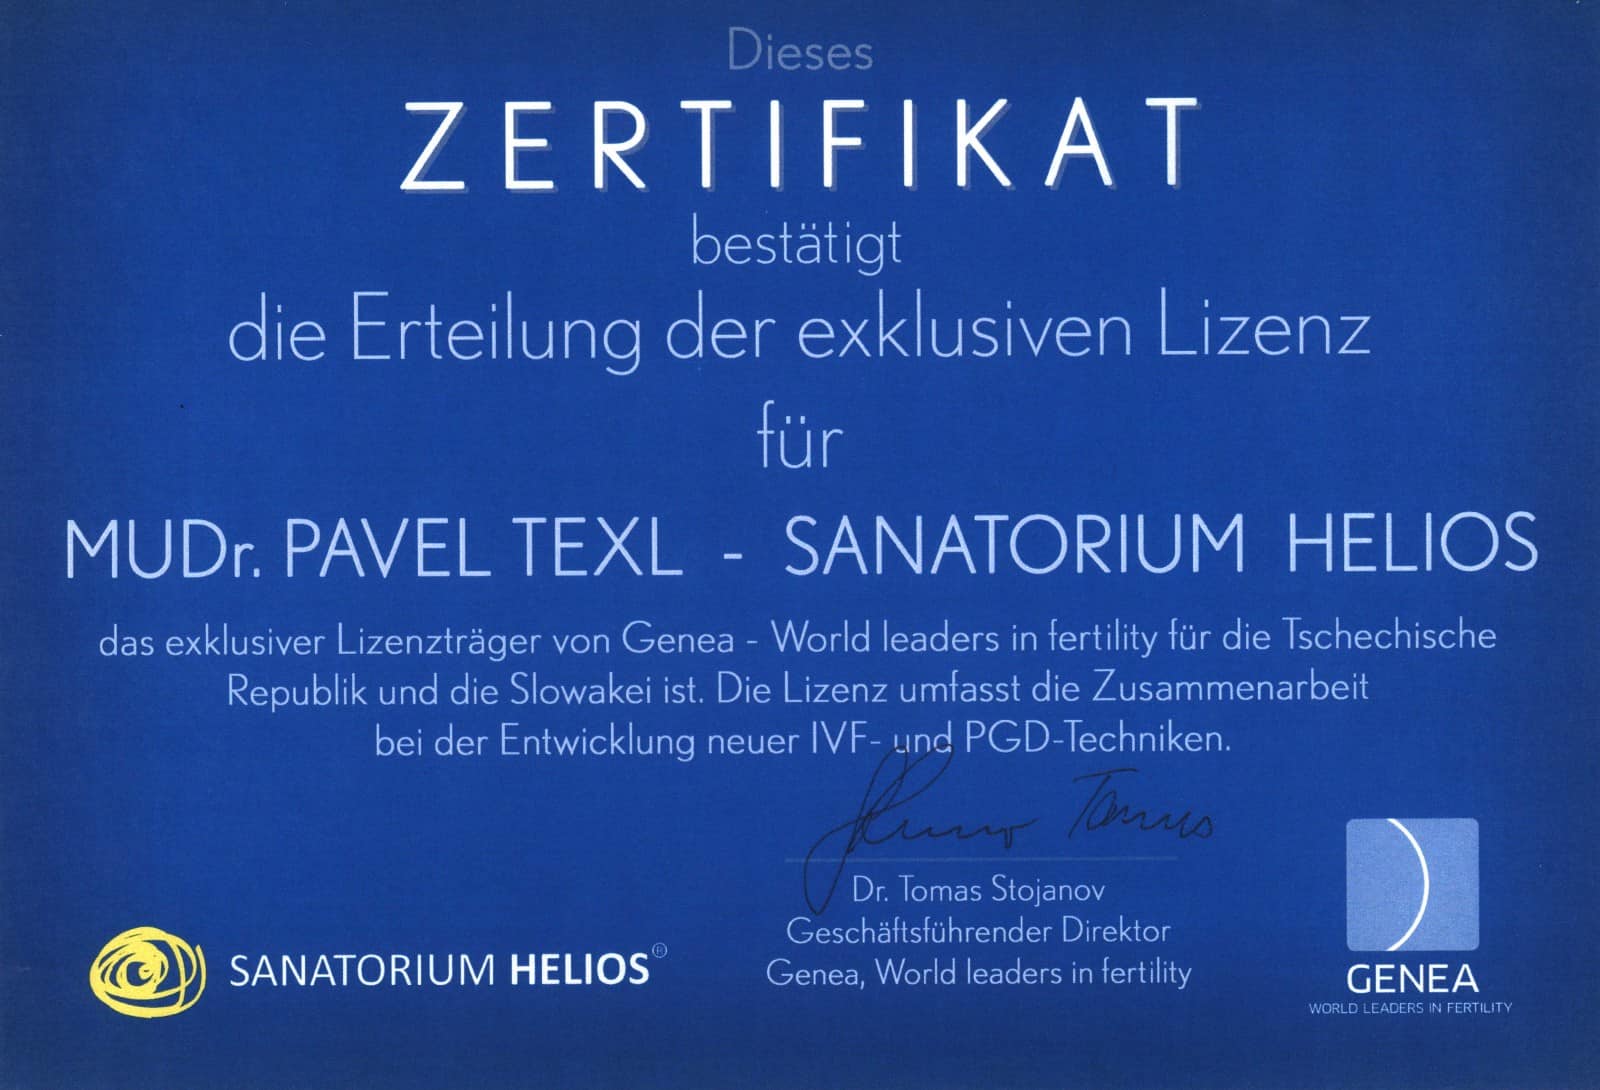 Dieses
ZERTIFIKAT
bestätigt
die Erteilung der exklusiven Lizenz
für
MUDr. PAVEL TEXL - SANATORIUM HELIOS
das exklusiver Lizenzträger von Genea - World leaders in fertility für die Tschechische
Republik und die Slowakei ist. Die Lizenz umfasst die Zusammenarbeit
bei der Entwicklung neuer IVF- und PGD-Techniken.
Dr. Tomas Stojanov
Geschäftsführender Direktor
Genea, World leaders in fertility
SANATORIUM HELIOS®
GENEA
WORLD LEADERS IN FERTILITY